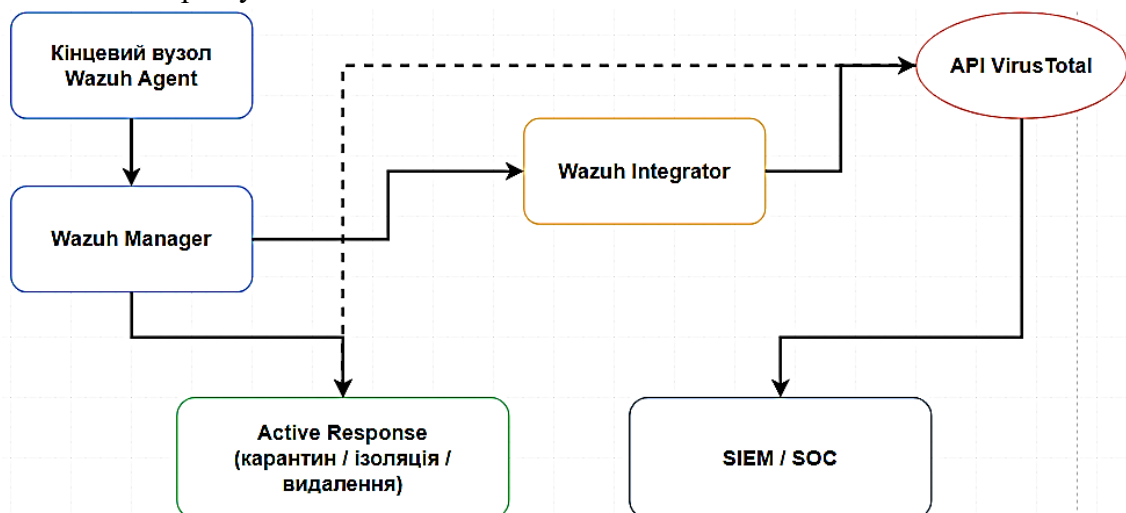 Кінцевий вузол
Wazuh Agent
API VirusTotal
Wazuh Integrator
Wazuh Manager
Active Response
(карантин / ізоляція /
видалення)
SIEM / SOC